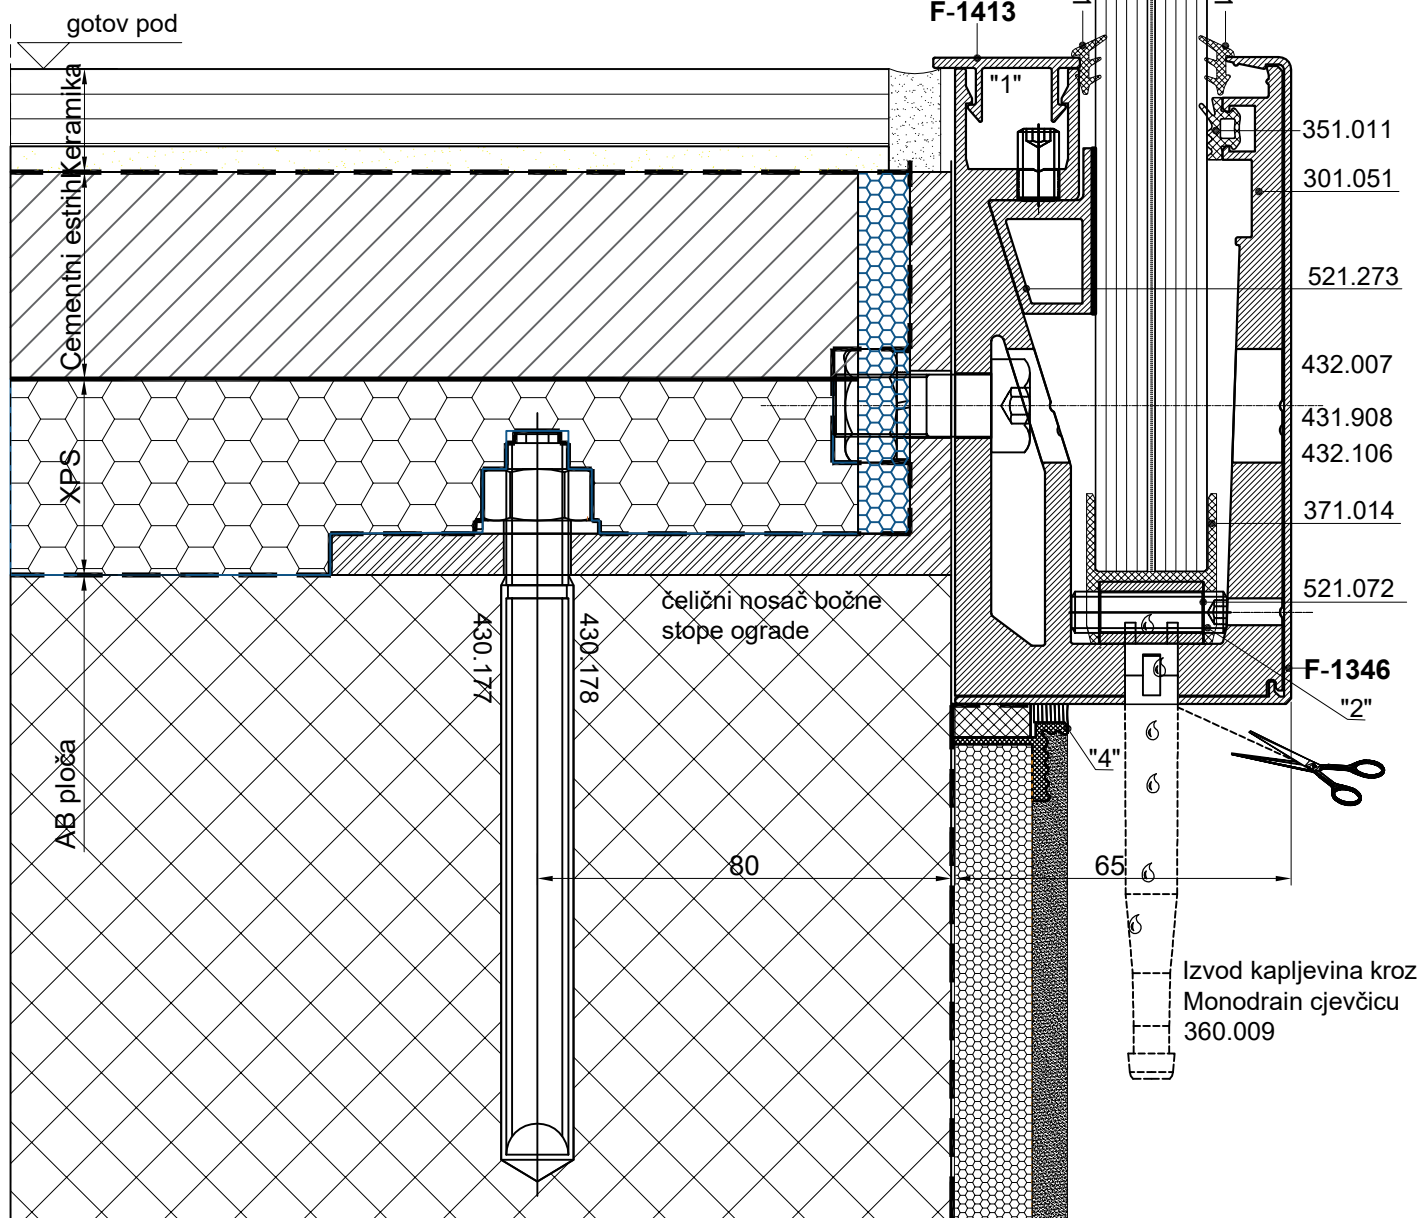 gotov pod
F-1413
"1"
Keramika
Cementni estrih
XPS
AB ploča
351.011
301.051
521.273
432.007
431.908
432.106
371.014
521.072
F-1346
"2"
"4"
čelični nosač bočne
stope ograde
430.177
430.178
80
65
Izvod kapljevina kroz
Monodrain cjevčicu
360.009